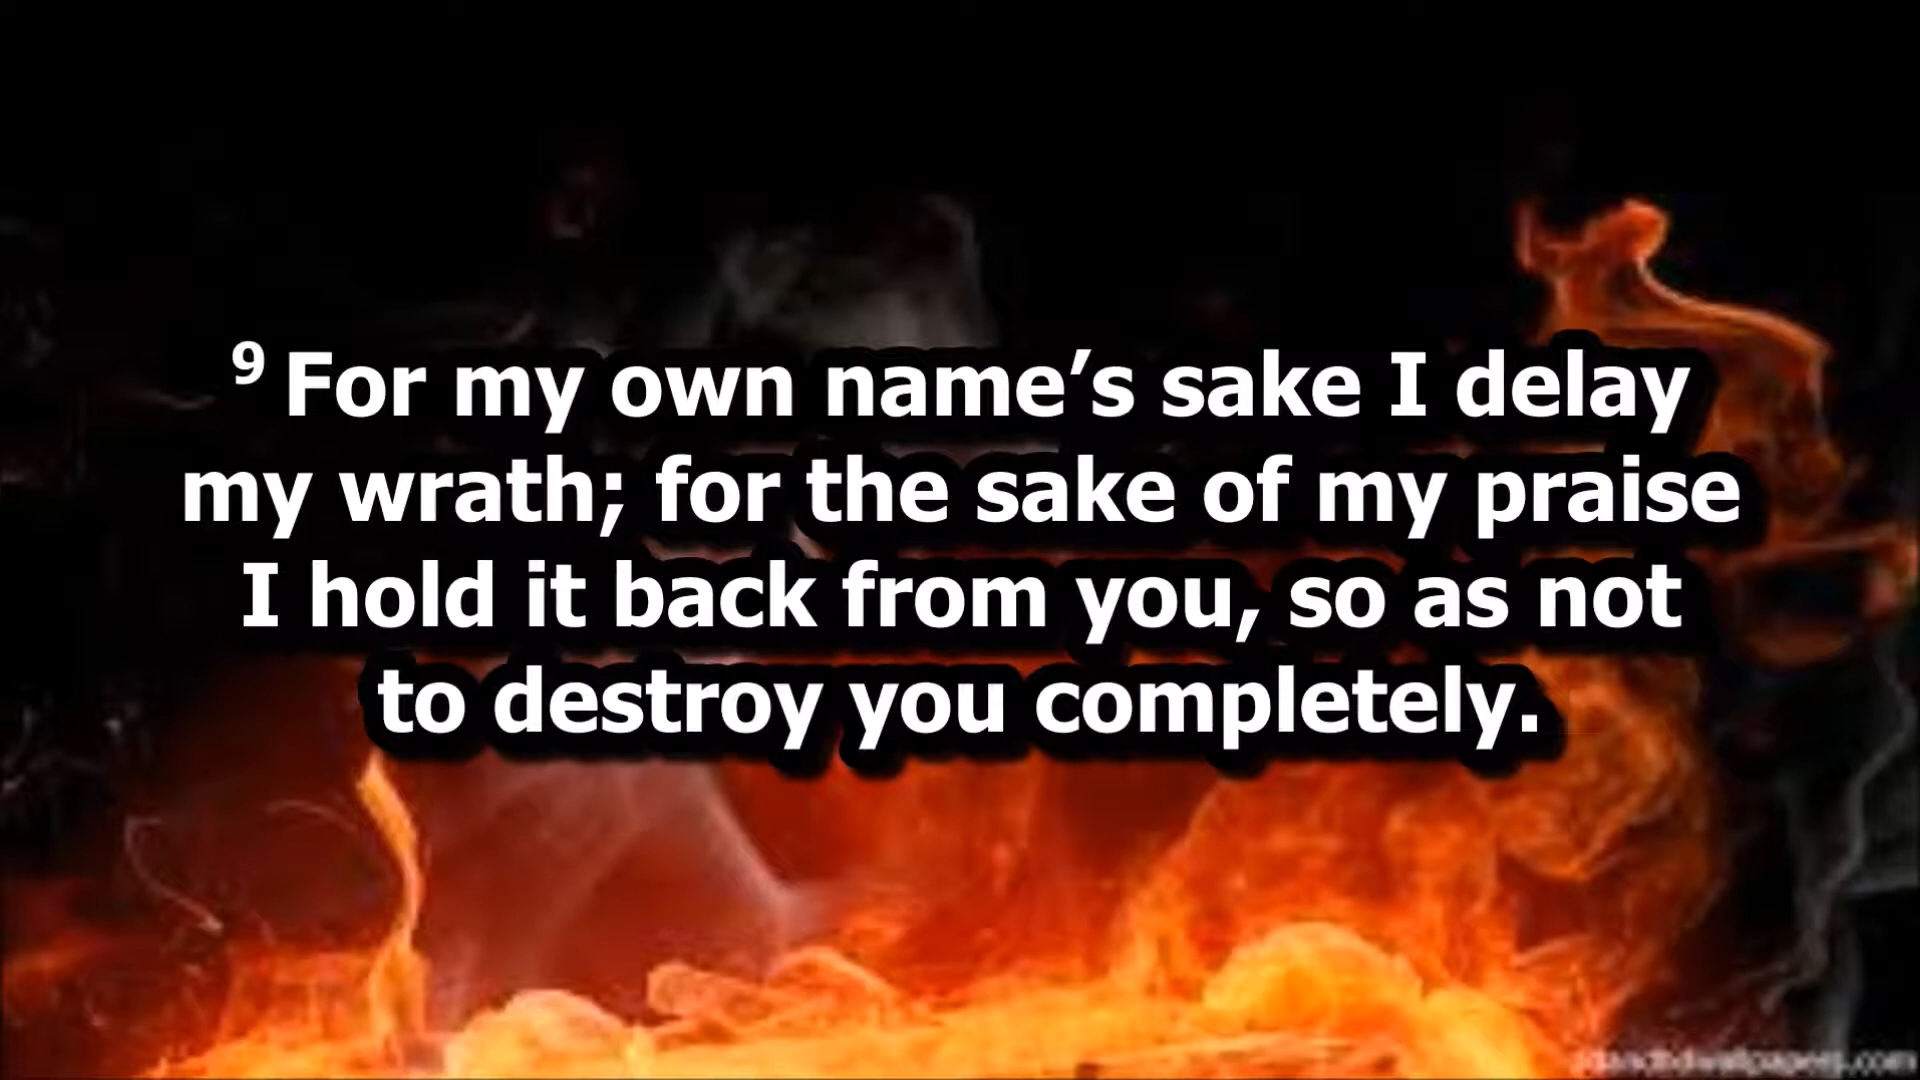 9 For my own name’s sake I delay
my wrath; for the sake of my praise
I hold it back from you, so as not
to destroy you completely.